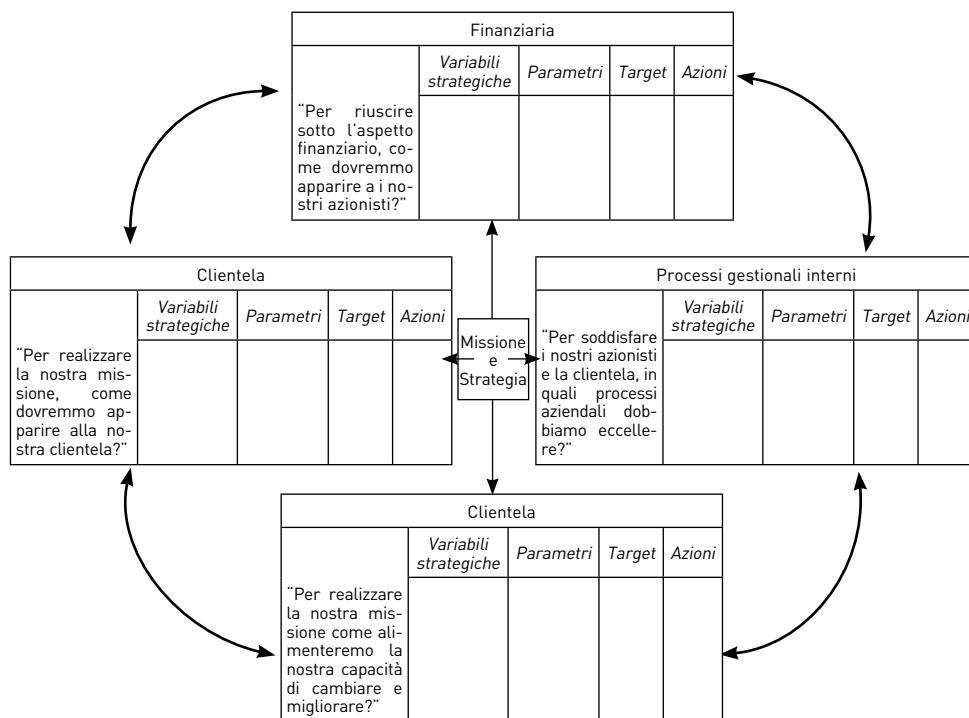 Finanziaria
Variabili
strategiche
Parametri
Target
Azioni
“Per riuscire
sotto l'aspetto
finanziario, co-
me dovremmo
apparire a i no-
stri azionisti?”
Clientela
Variabili
strategiche
Parametri
Target
Azioni
“Per realizzare
la nostra mis-
sione, come
dovremmo ap-
parire alla no-
stra clientela?”
Missione
e
Strategia
Processi gestionali interni
Variabili
strategiche
Parametri
Target
Azioni
“Per soddisfare
i nostri azionisti
e la clientela, in
quali processi
aziendali dob-
biamo eccelle-
re?”
Clientela
Variabili
strategiche
Parametri
Target
Azioni
“Per realizzare
la nostra mis-
sione come ali-
menteremo la
nostra capacità
di cambiare e
migliorare?”